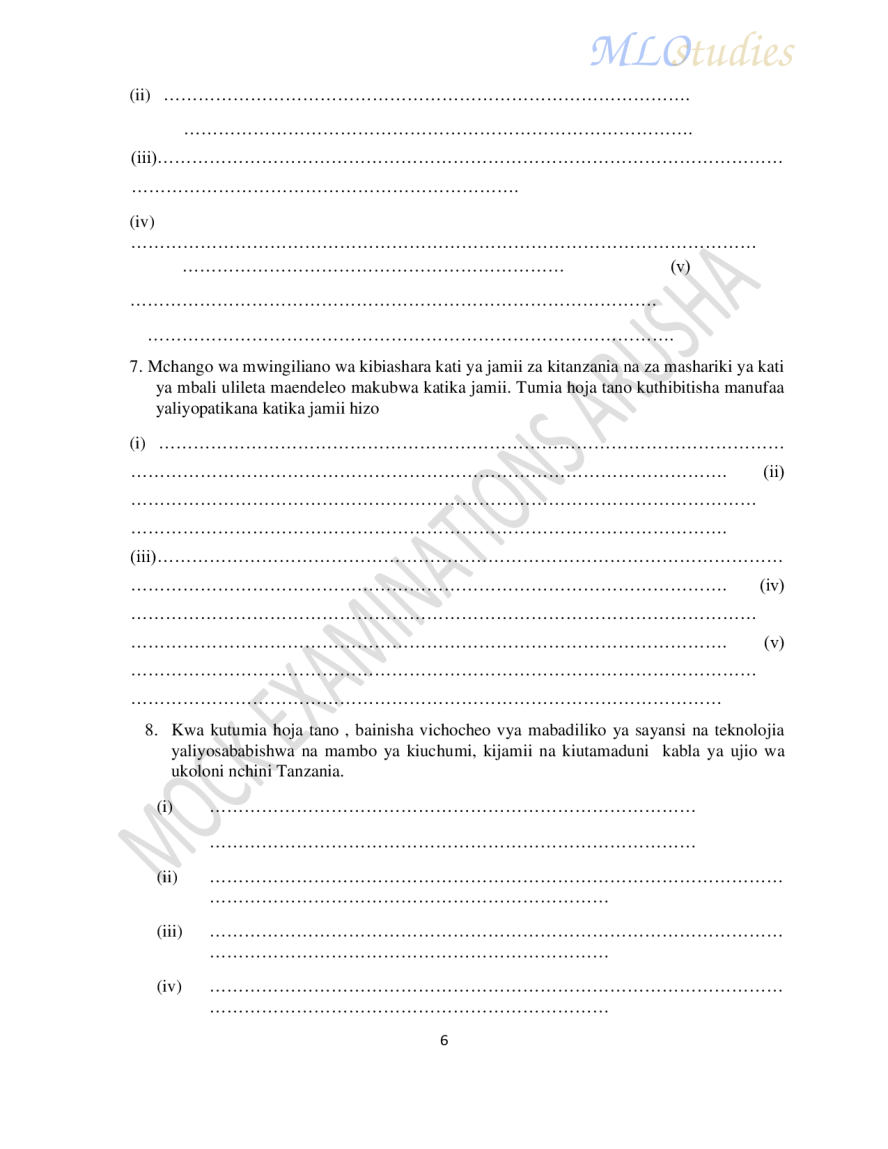 MLOstudies
(ii) …………………………………………………………………………………….
………………………………………………………………………………….
(iii)………………………………………………………………………………………………
………………………………………………………….
(iv)
………………………………………………………………………………………………
………………………………………………………… (v)
………………………………………………………………………………
……………………………………………………………………………….
7. Mchango wa mwingiliano wa kibiashara kati ya jamii za kitanzania na za mashariki ya kati
ya mbali ulileta maendeleo makubwa katika jamii. Tumia hoja tano kuthibitisha manufaa
yaliyopatikana katika jamii hizo
(i) ………………………………………………………………………………………………
…………………………………………………………………………………………. (ii)
………………………………………………………………………………………………
………………………………………………………………………………………….
(iii)………………………………………………………………………………………………
…………………………………………………………………………………………. (iv)
………………………………………………………………………………………………
…………………………………………………………………………………………. (v)
………………………………………………………………………………………………
…………………………………………………………………………………………
8. Kwa kutumia hoja tano , bainisha vichocheo vya mabadiliko ya sayansi na teknolojia
yaliyosababishwa na mambo ya kiuchumi, kijamii na kiutamaduni kabla ya ujio wa
ukoloni nchini Tanzania.
(i) …………………………………………………………………………
…………………………………………………………………………
(ii) ………………………………………………………………………………………
……………………………………………………………
(iii) ………………………………………………………………………………………
……………………………………………………………
(iv) ………………………………………………………………………………………
……………………………………………………………
6
MOCK EXAMINATIONS ARUSHA